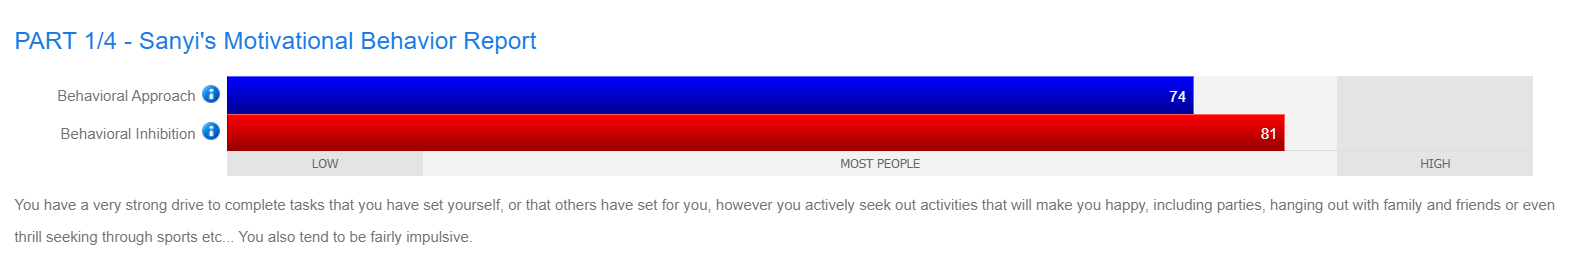 PART 1/4 - Sanyi's Motivational Behavior Report
Behavioral Approach
74
Behavioral Inhibition
81
LOW MOST PEOPLE HIGH
You have a very strong drive to complete tasks that you have set yourself, or that others have set for you, however you actively seek out activities that will make you happy, including parties, hanging out with family and friends or even
thrill seeking through sports etc... You also tend to be fairly impulsive.